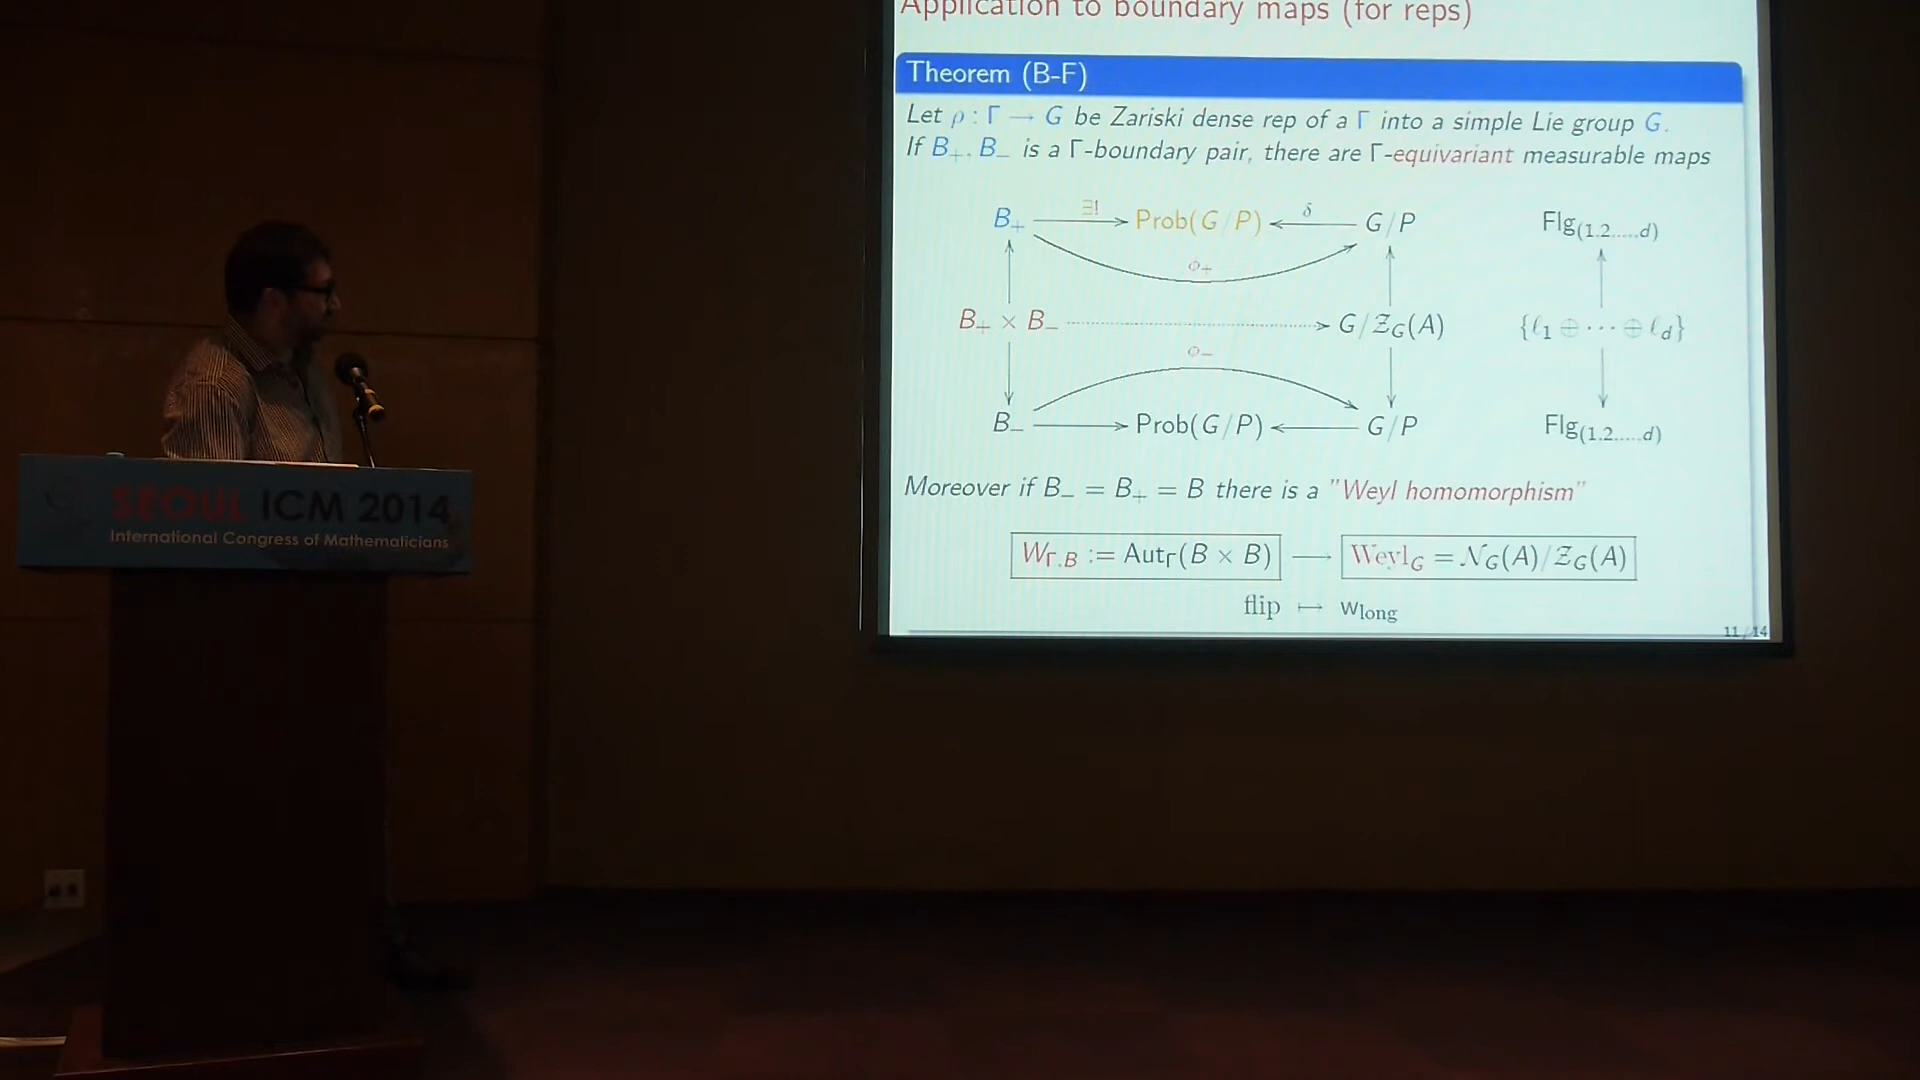 Application to boundary maps (for reps)
Theorem (B-F)
Let ρ : Γ → G be Zariski dense rep of a Γ into a simple Lie group G.
If B₊, B₋ is a Γ-boundary pair, there are Γ-equivariant measurable maps
B₊ ∃! Prob(G/P) δ G/P Flg(1,2,...,d)
ϕ₊
B₊ × B₋ G/𝒵_G(A) {ℓ₁ ⊕ ··· ⊕ ℓ_d}
ϕ₋
B₋ Prob(G/P) G/P Flg(1,2,...,d)
Moreover if B₋ = B₊ = B there is a "Weyl homomorphism"
W_Γ,B := Aut_Γ(B × B) → Weyl_G = 𝒩_G(A)/𝒵_G(A)
flip ↦ w_long
11/14
SEOUL ICM 2014
International Congress of Mathematicians